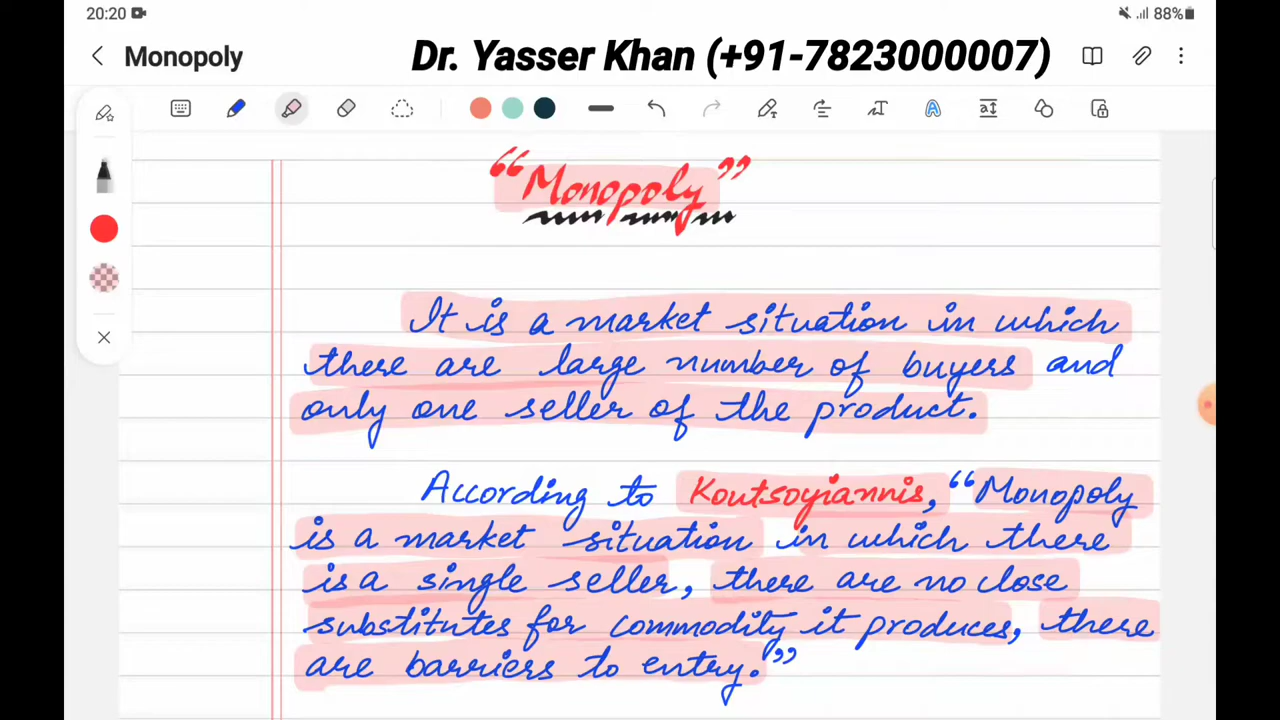 20:20 88%
Monopoly Dr. Yasser Khan (+91-7823000007)
“Monopoly”
It is a market situation in which
there are large number of buyers and
only one seller of the product.
According to Koutsoyiannis, “Monopoly
is a market situation in which there
is a single seller, there are no close
substitutes for commodity it produces, there
are barriers to entry.”